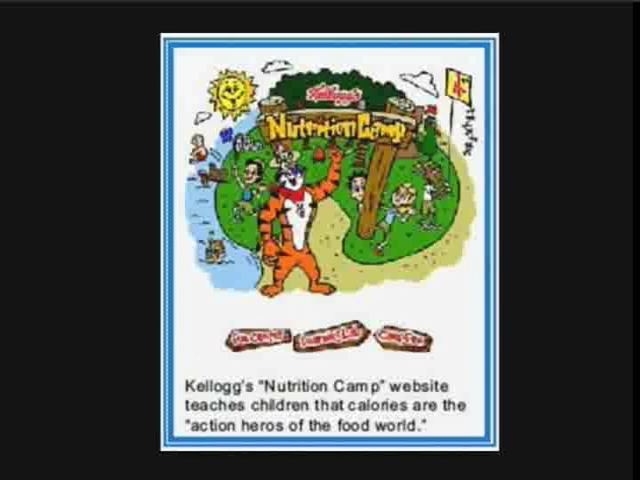 Kellogg's
Nutrition Camp
Kellogg's "Nutrition Camp" website
teaches children that calories are the
"action heros of the food world."